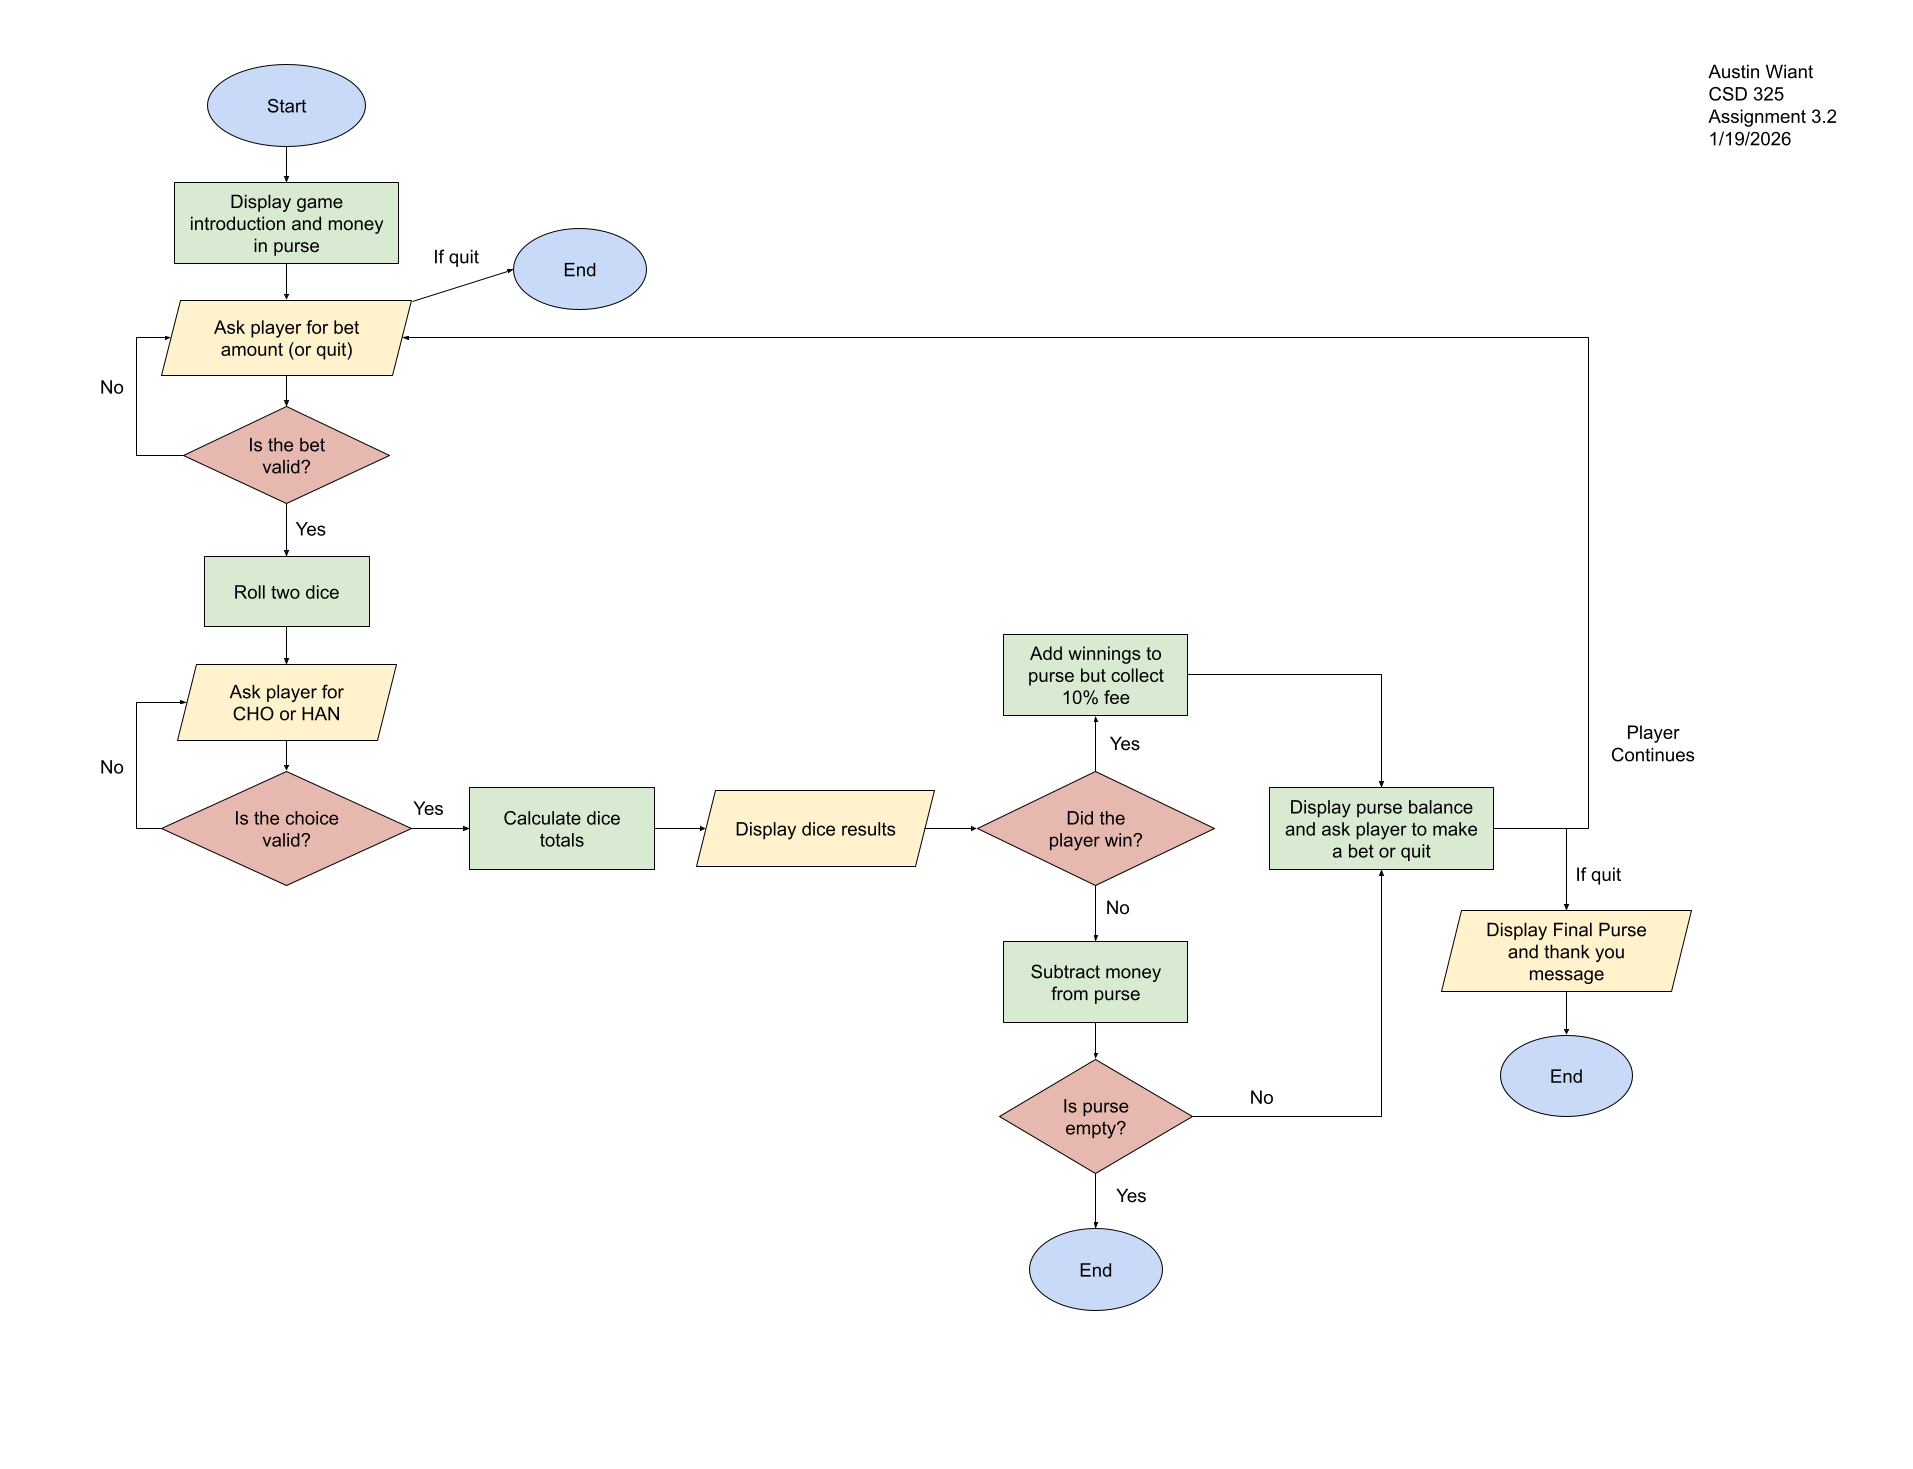 Austin Wiant
CSD 325
Assignment 3.2
1/19/2026
Start
Display game
introduction and money
in purse
If quit
End
Ask player for bet
amount (or quit)
No
Is the bet
valid?
Yes
Roll two dice
Ask player for
CHO or HAN
No
Is the choice
valid?
Yes
Calculate dice
totals
Display dice results
Did the
player win?
Yes
Add winnings to
purse but collect
10% fee
No
Subtract money
from purse
Is purse
empty?
No
Yes
End
Display purse balance
and ask player to make
a bet or quit
Player
Continues
If quit
Display Final Purse
and thank you
message
End